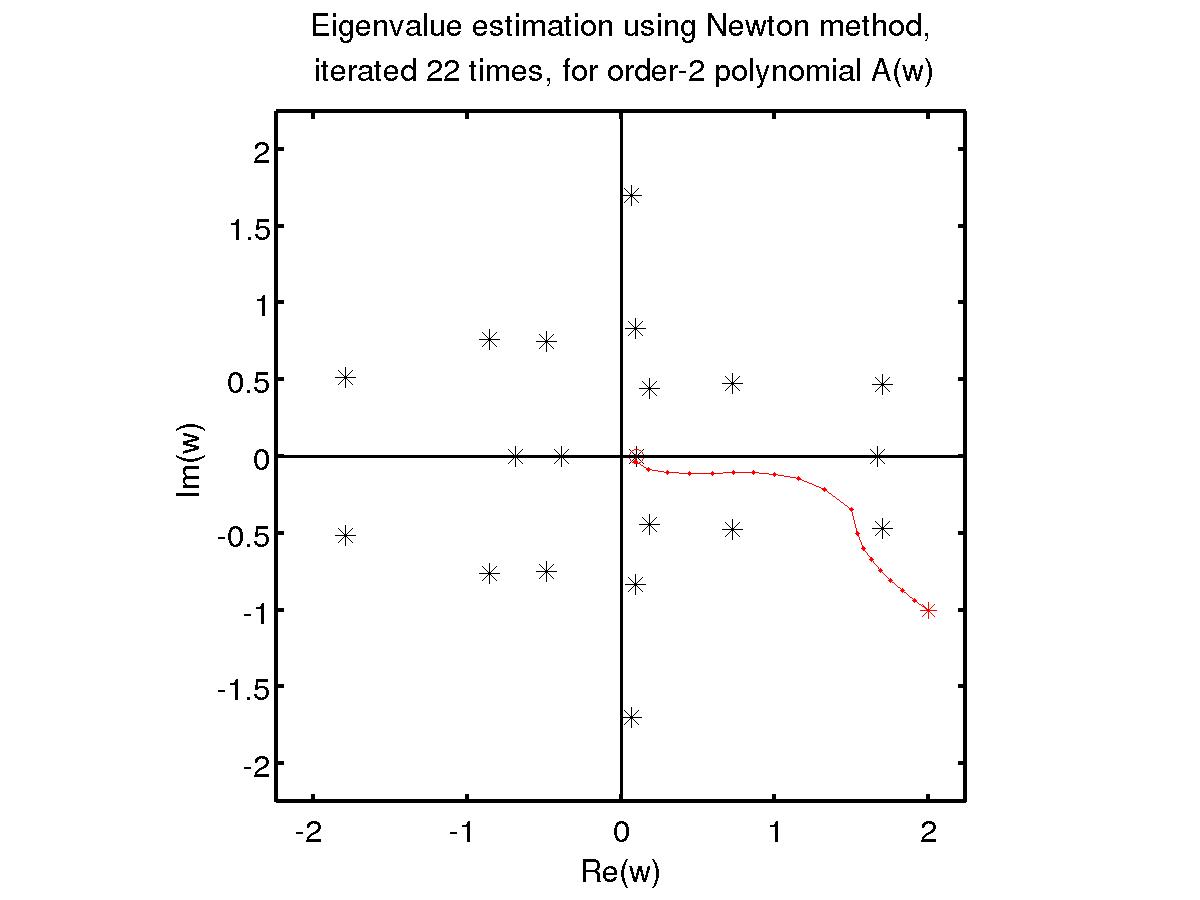 Eigenvalue estimation using Newton method,
iterated 22 times, for order-2 polynomial A(w)
2
1.5
1
0.5
0
-0.5
-1
-1.5
-2
Im(w)
-2 -1 0 1 2
Re(w)